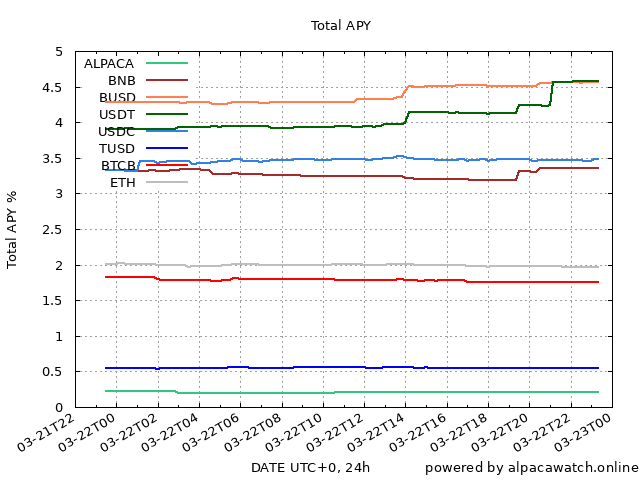 Total APY
Total APY %
5
4.5
4
3.5
3
2.5
2
1.5
1
0.5
0
ALPACA
BNB
BUSD
USDT
USDC
TUSD
BTCB
ETH
03-21T22
03-22T00
03-22T02
03-22T04
03-22T06
03-22T08
03-22T10
03-22T12
03-22T14
03-22T16
03-22T18
03-22T20
03-22T22
03-23T00
DATE UTC+0, 24h
powered by alpacawatch.online